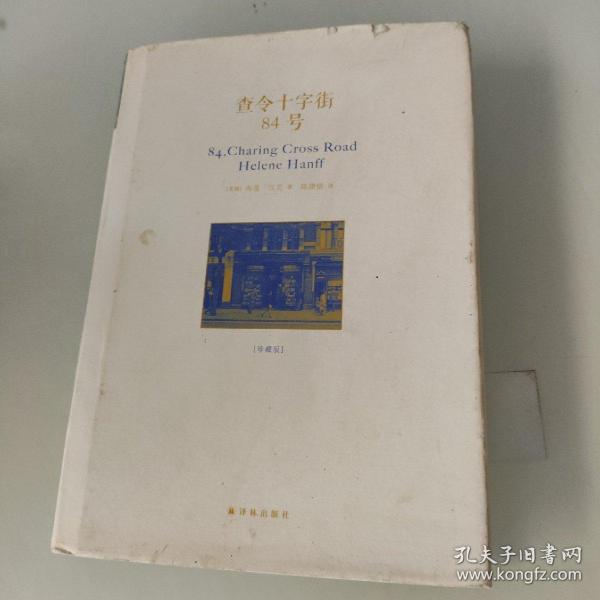 查令十字街
84号
84, Charing Cross Road
Helene Hanff
[美国] 海莲·汉芙 著 陈建铭 译
[珍藏版]
译林出版社
孔夫子旧书网
www.kongfz.com